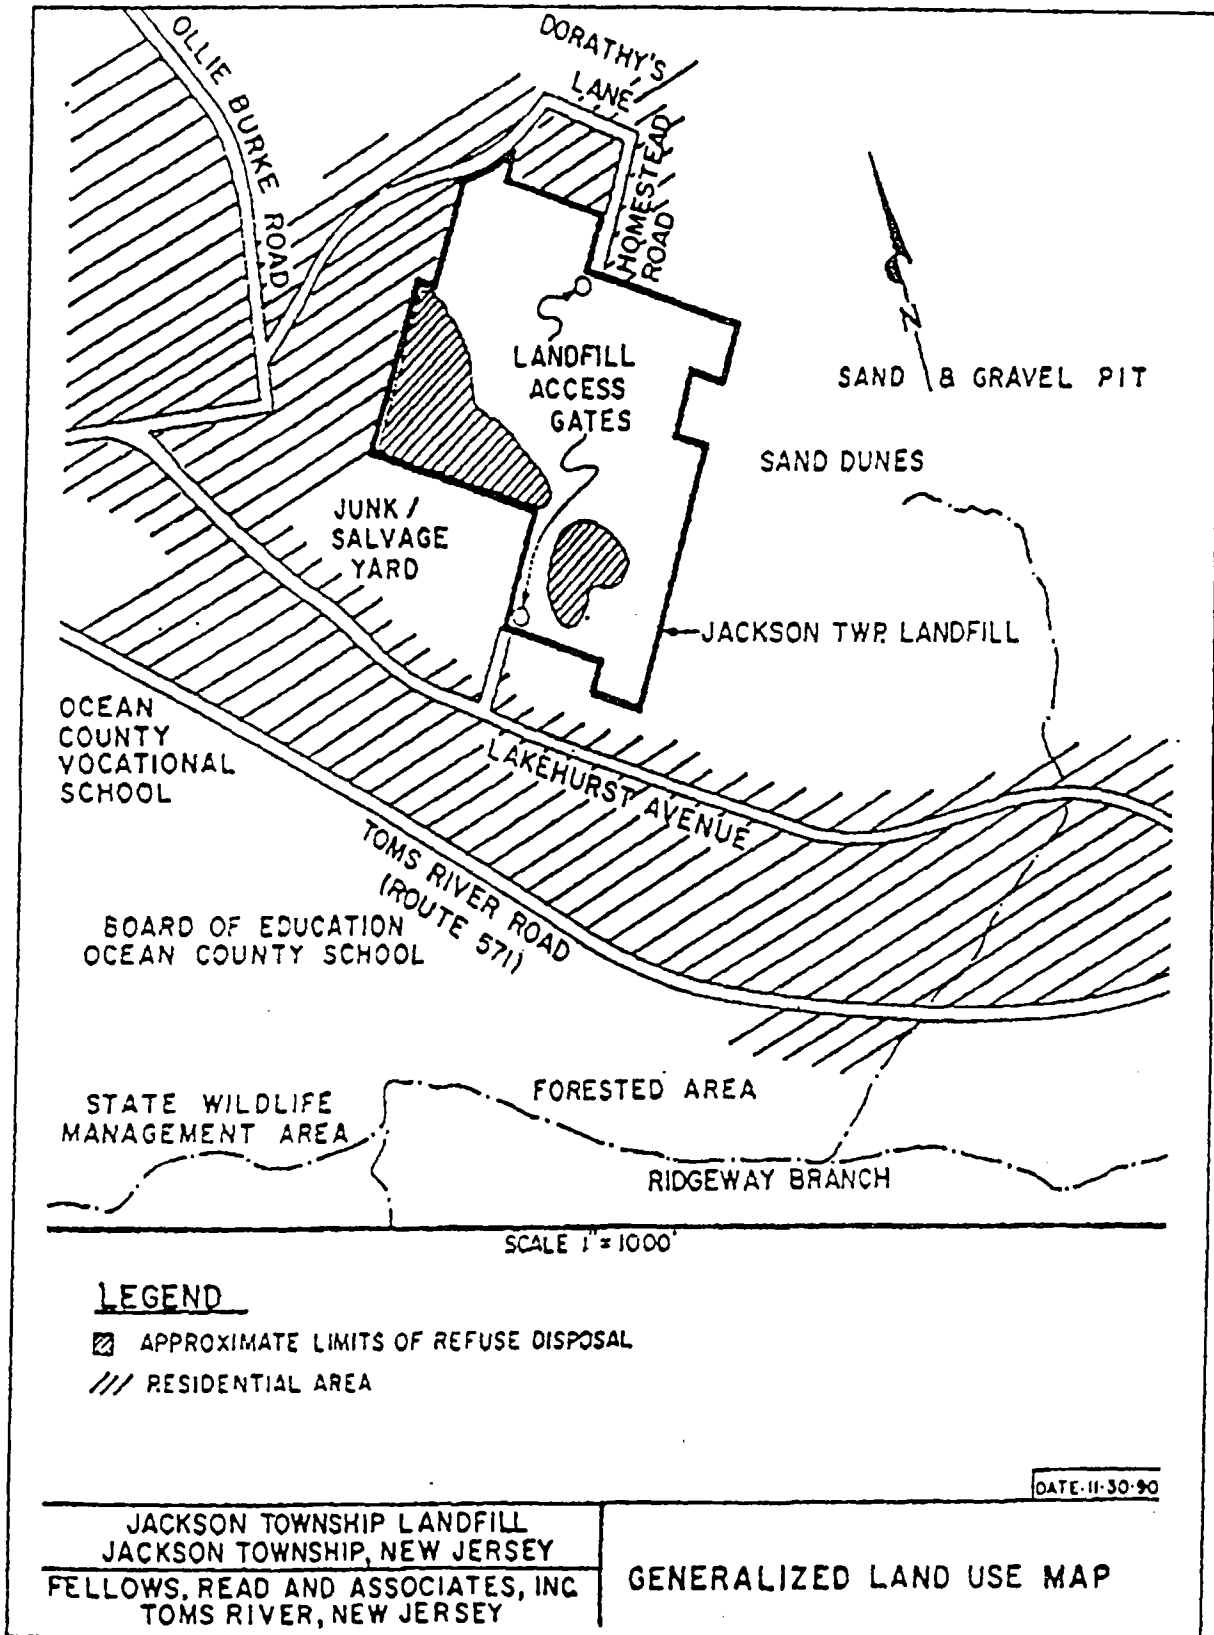 OLLIE BURKE ROAD
DORATHY'S
LANE
HOMESTEAD
ROAD
N
LANDFILL
ACCESS
GATES
SAND & GRAVEL PIT
SAND DUNES
JUNK /
SALVAGE
YARD
JACKSON TWP. LANDFILL
OCEAN
COUNTY
VOCATIONAL
SCHOOL
LAKEHURST AVENUE
TOMS RIVER ROAD
(ROUTE 571)
BOARD OF EDUCATION
OCEAN COUNTY SCHOOL
STATE WILDLIFE
MANAGEMENT AREA
FORESTED AREA
RIDGEWAY BRANCH
SCALE 1" = 1000'
LEGEND
APPROXIMATE LIMITS OF REFUSE DISPOSAL
RESIDENTIAL AREA
DATE-11-30-90
JACKSON TOWNSHIP LANDFILL
JACKSON TOWNSHIP, NEW JERSEY
FELLOWS, READ AND ASSOCIATES, INC
TOMS RIVER, NEW JERSEY
GENERALIZED LAND USE MAP